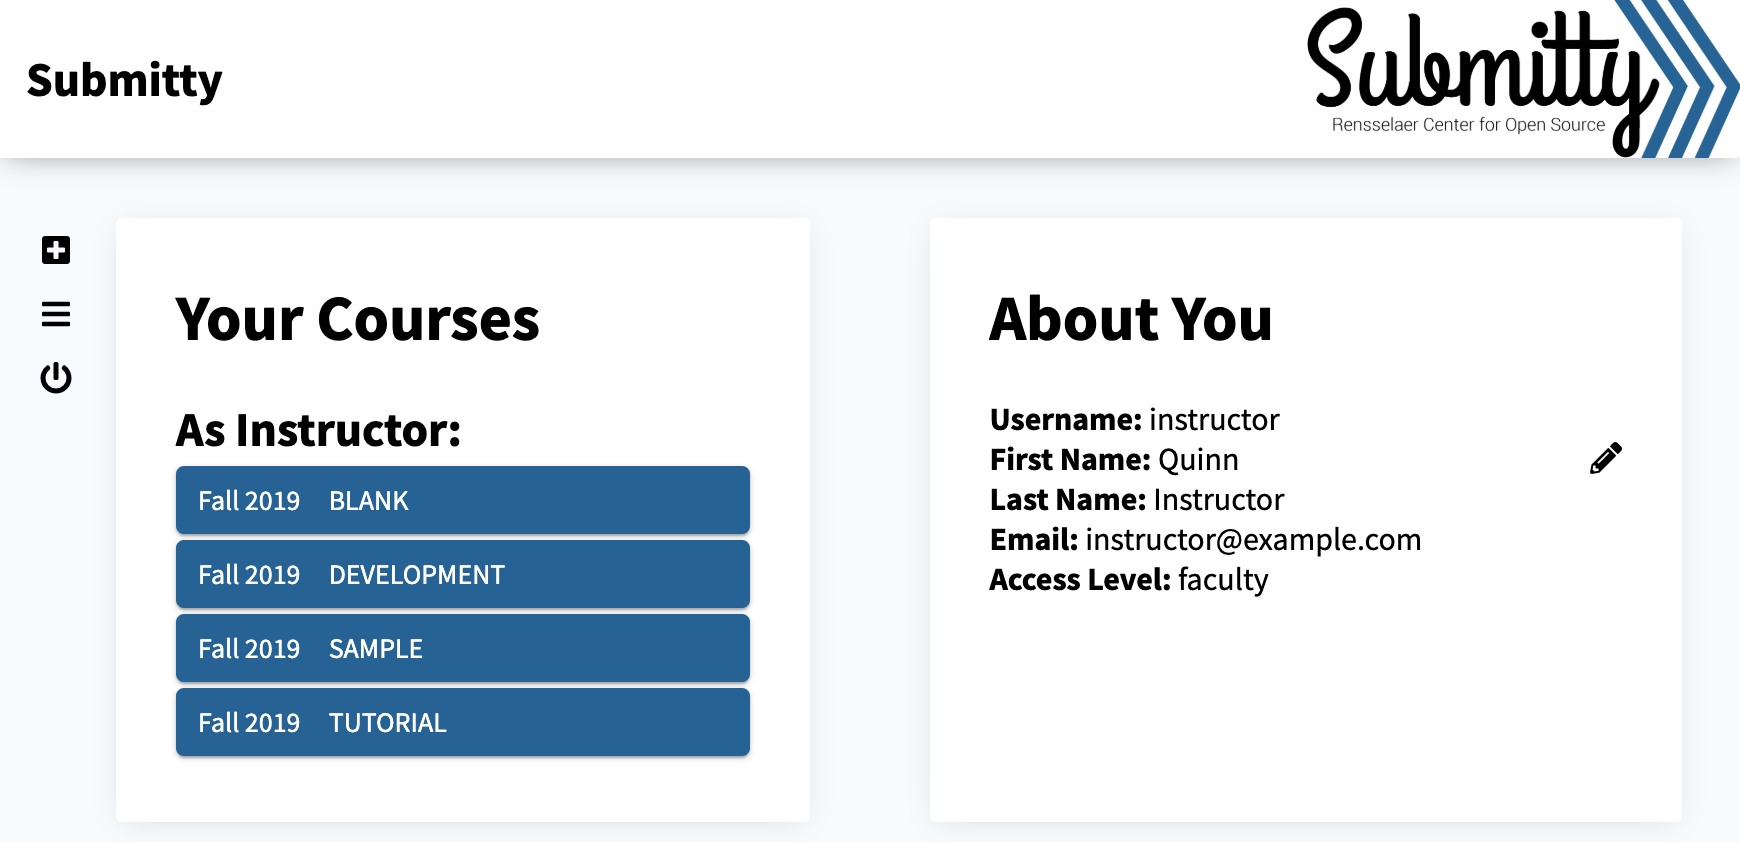 Submitty
Submitty
Rensselaer Center for Open Source
Your Courses
As Instructor:
Fall 2019 BLANK
Fall 2019 DEVELOPMENT
Fall 2019 SAMPLE
Fall 2019 TUTORIAL
About You
Username: instructor
First Name: Quinn
Last Name: Instructor
Email: instructor@example.com
Access Level: faculty